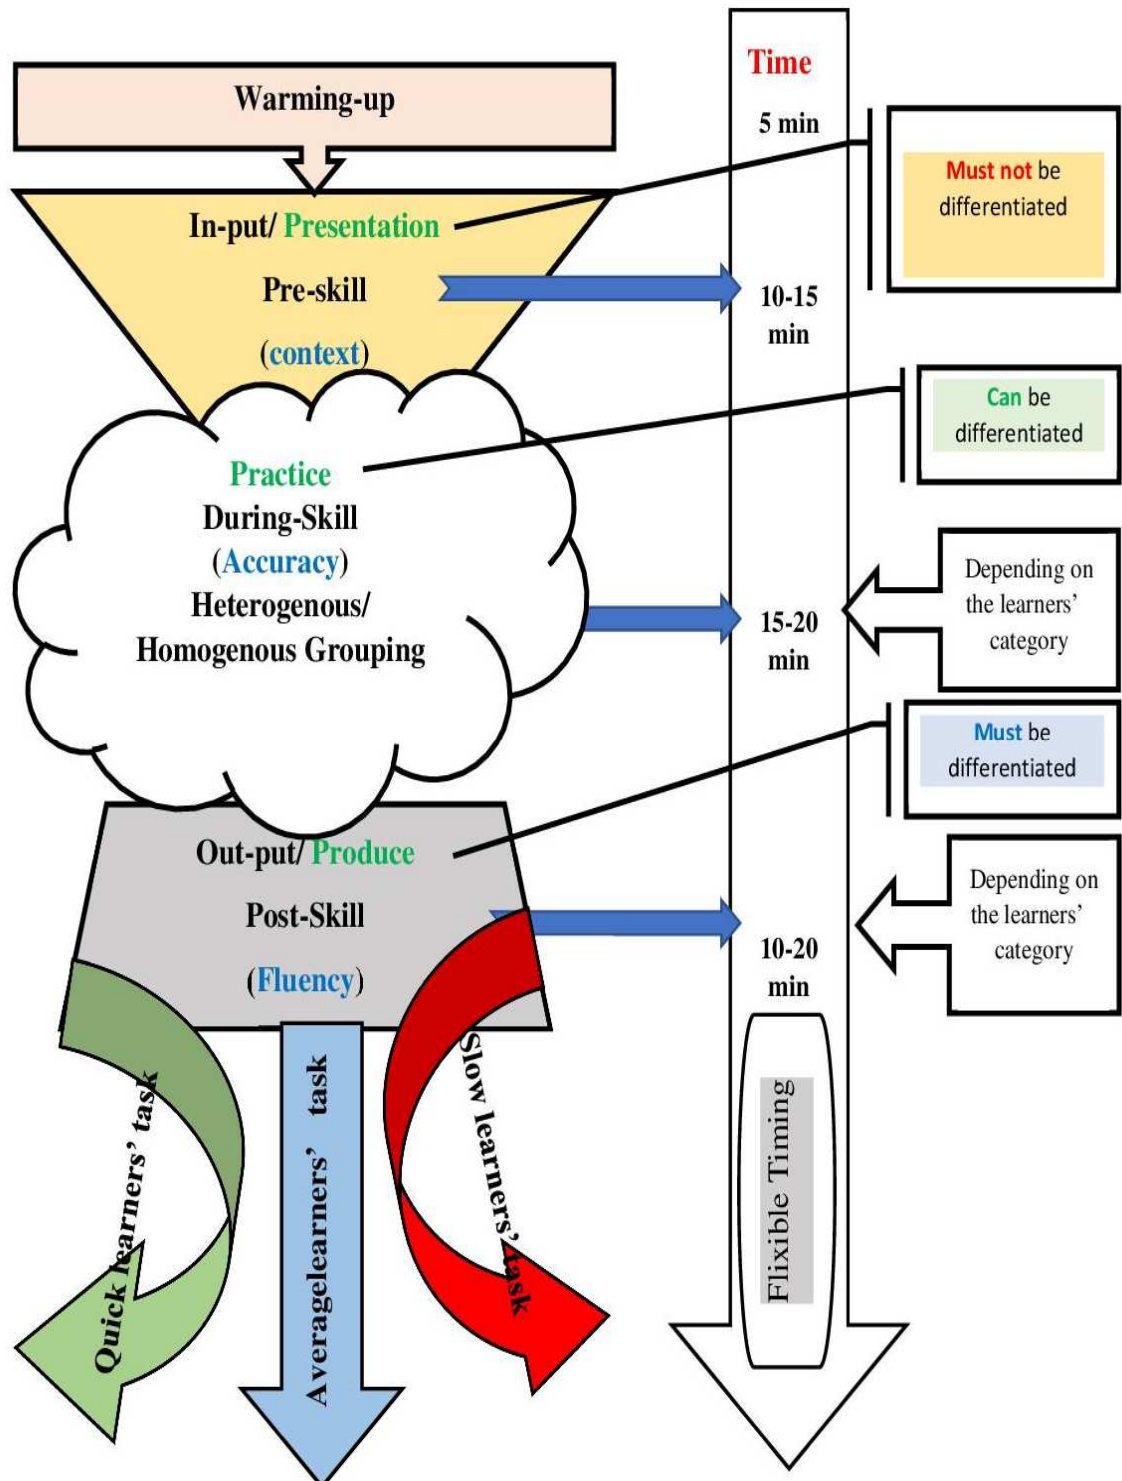 Warming-up
In-put/ Presentation
Pre-skill
(context)
Practice
During-Skill
(Accuracy)
Heterogenous/
Homogenous Grouping
Out-put/ Produce
Post-Skill
(Fluency)
Quick learners’ task
Averagelearners’ task
Slow learners’ task
Time
5 min
10-15
min
15-20
min
10-20
min
Flixible Timing
Must not be
differentiated
Can be
differentiated
Depending on
the learners’
category
Must be
differentiated
Depending on
the learners’
category